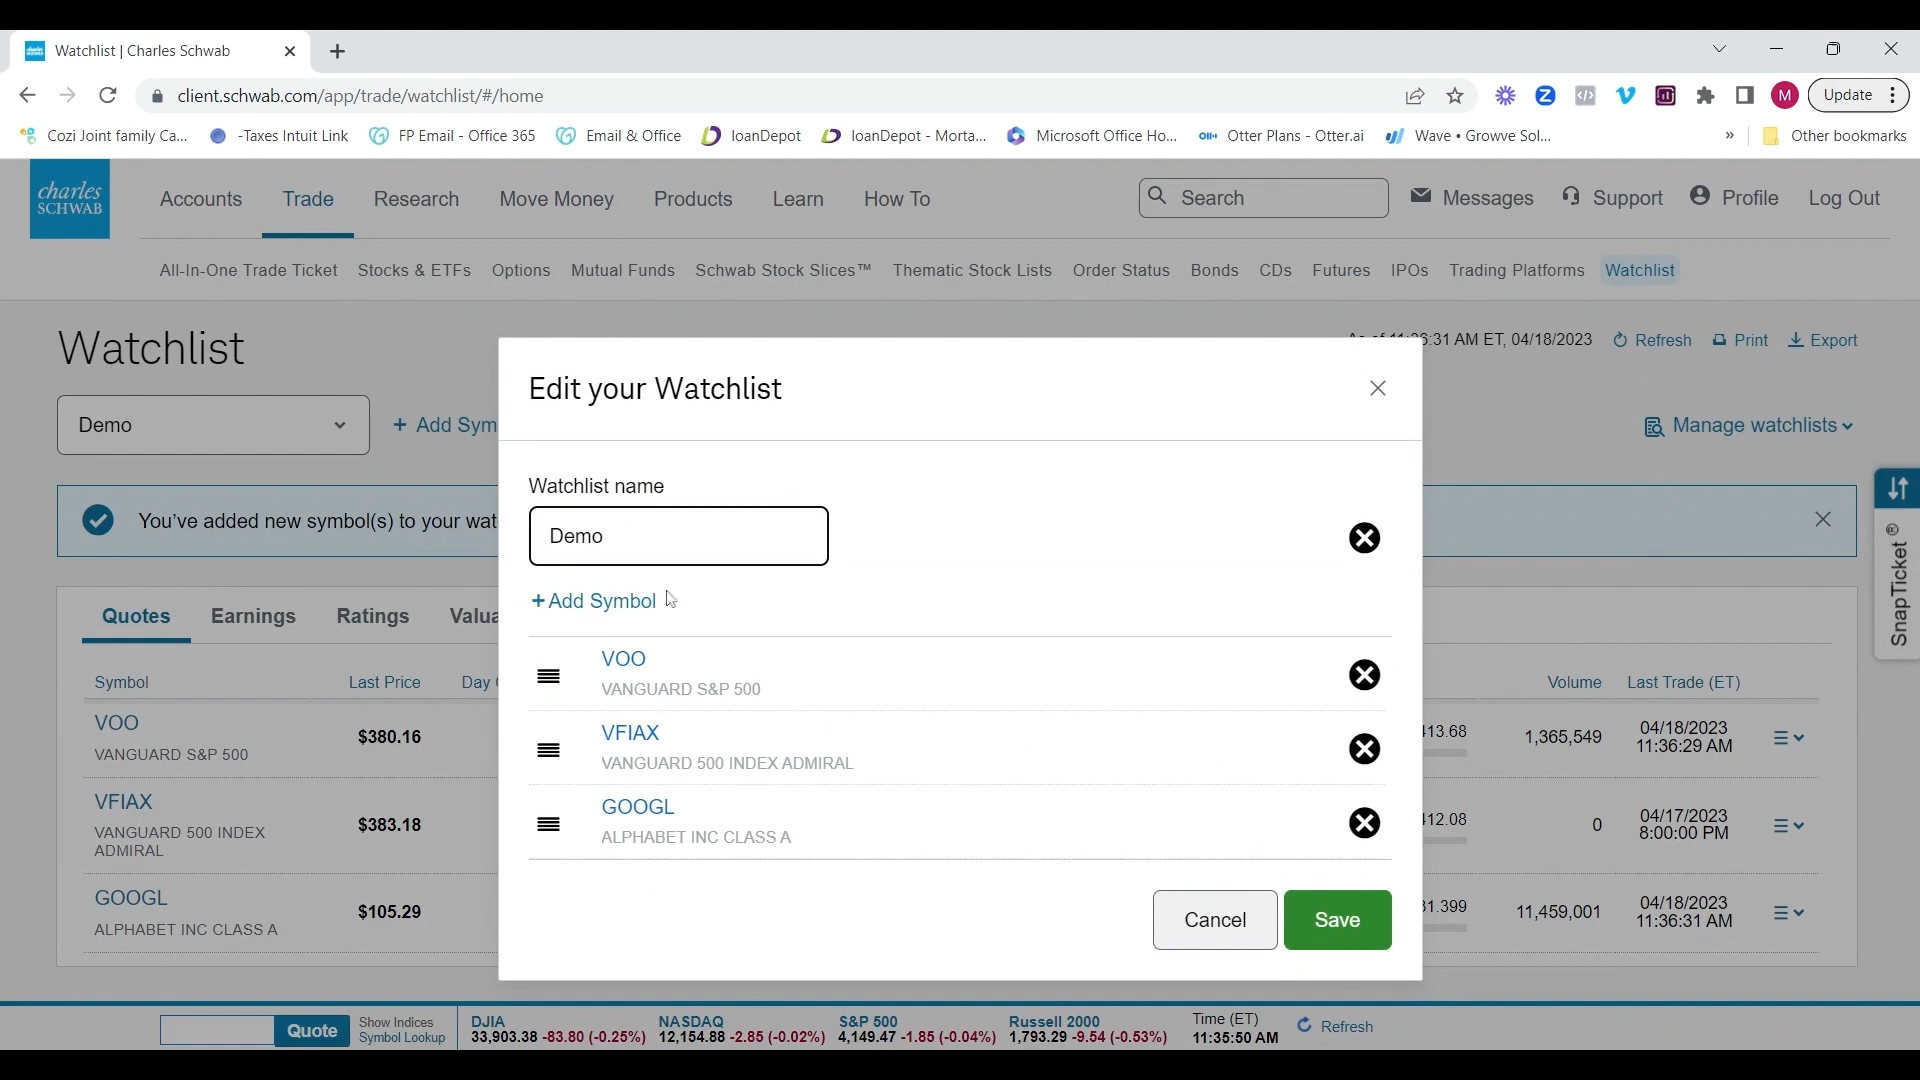 Watchlist | Charles Schwab
client.schwab.com/app/trade/watchlist/#/home
M
Update
Cozi Joint family Ca...
-Taxes Intuit Link
FP Email - Office 365
Email & Office
loanDepot
loanDepot - Morta...
Microsoft Office Ho...
Otter Plans - Otter.ai
Wave • Growve Sol...
»
Other bookmarks
charles
SCHWAB
Accounts
Trade
Research
Move Money
Products
Learn
How To
Search
Messages
Support
Profile
Log Out
All-In-One Trade Ticket
Stocks & ETFs
Options
Mutual Funds
Schwab Stock Slices™
Thematic Stock Lists
Order Status
Bonds
CDs
Futures
IPOs
Trading Platforms
Watchlist
Watchlist
:31 AM ET, 04/18/2023
Refresh
Print
Export
Demo
+ Add Sym
Manage watchlists
You've added new symbol(s) to your wat
SnapTicket®
Quotes
Earnings
Ratings
Valua
Symbol
Last Price
Day
Volume
Last Trade (ET)
VOO
VANGUARD S&P 500
$380.16
13.68
1,365,549
04/18/2023
11:36:29 AM
VFIAX
VANGUARD 500 INDEX
ADMIRAL
$383.18
12.08
0
04/17/2023
8:00:00 PM
GOOGL
ALPHABET INC CLASS A
$105.29
31.399
11,459,001
04/18/2023
11:36:31 AM
Edit your Watchlist
Watchlist name
Demo
+ Add Symbol
VOO
VANGUARD S&P 500
VFIAX
VANGUARD 500 INDEX ADMIRAL
GOOGL
ALPHABET INC CLASS A
Cancel
Save
Quote
Show Indices
Symbol Lookup
DJIA
33,903.38 -83.80 (-0.25%)
NASDAQ
12,154.88 -2.85 (-0.02%)
S&P 500
4,149.47 -1.85 (-0.04%)
Russell 2000
1,793.29 -9.54 (-0.53%)
Time (ET)
11:35:50 AM
Refresh